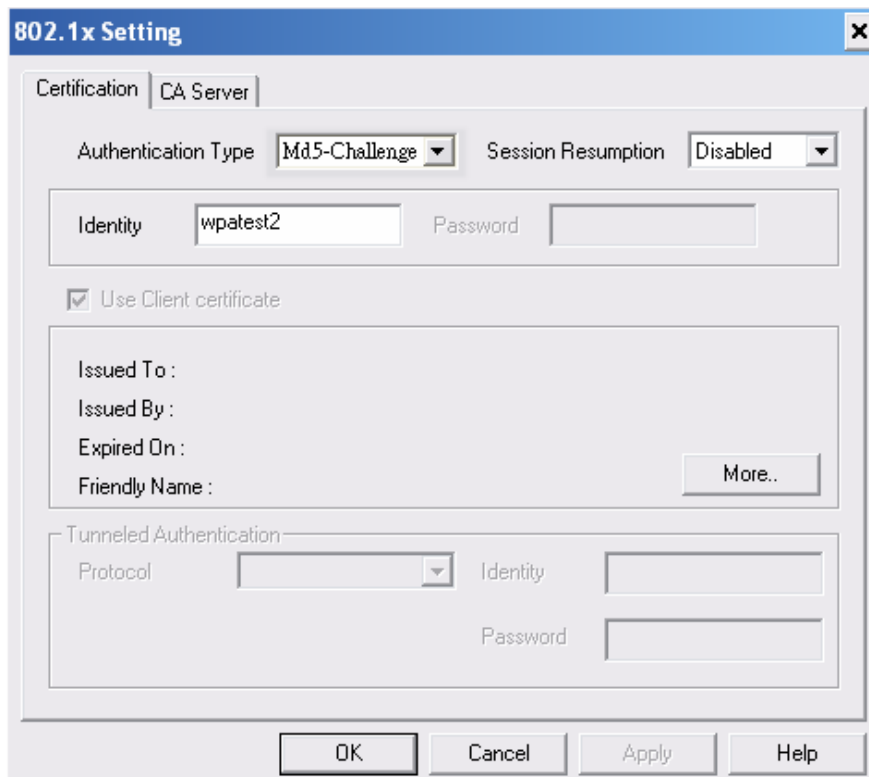 802.1x Setting
Certification CA Server
Authentication Type Md5-Challenge Session Resumption Disabled
Identity wpatest2 Password
Use Client certificate
Issued To :
Issued By :
Expired On :
Friendly Name :
More..
Tunneled Authentication
Protocol Identity
Password
OK Cancel Apply Help